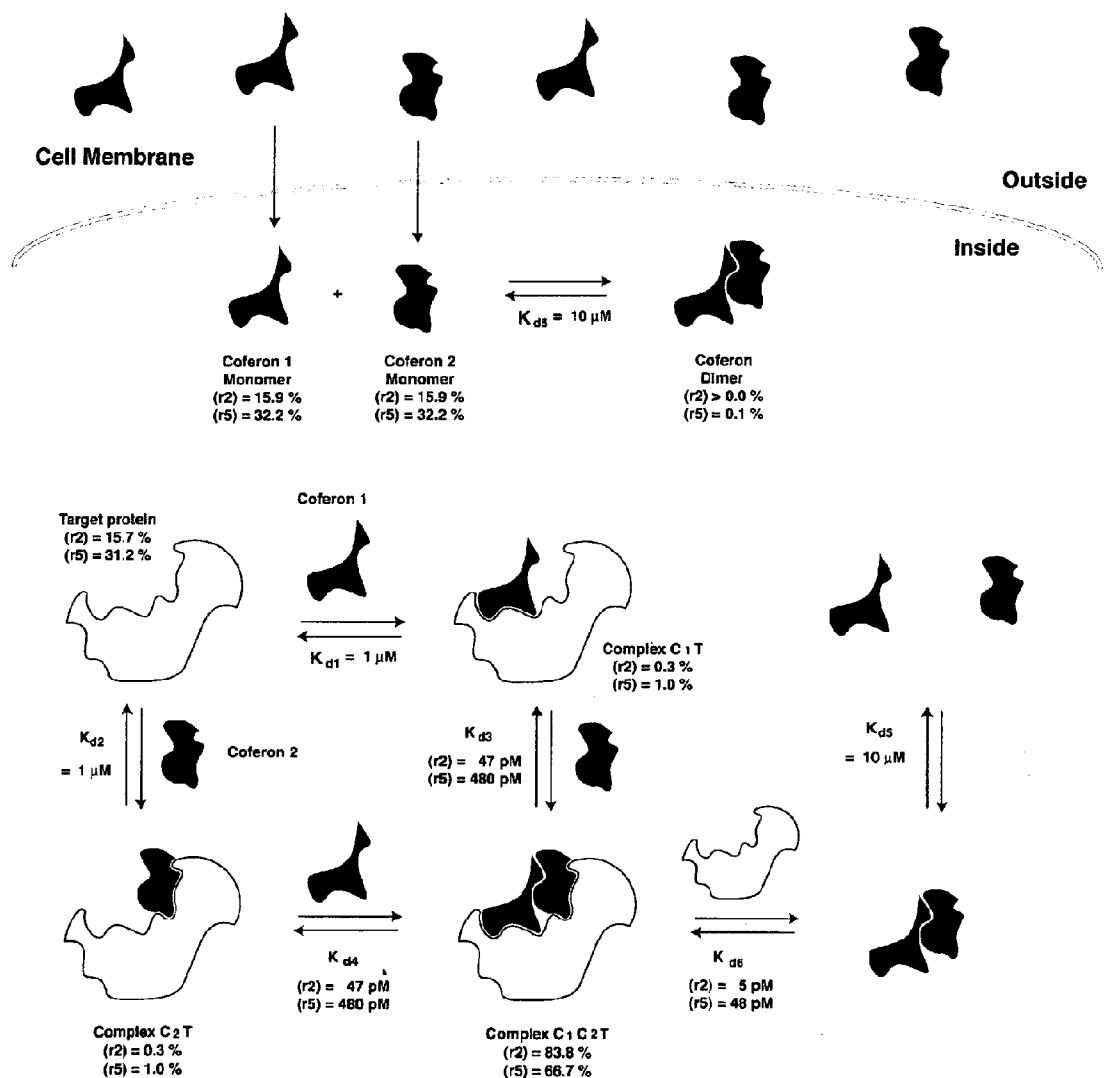 Cell Membrane
Outside
Inside
+
K d5 = 10 µM
Coferon 1
Monomer
(r2) = 15.9 %
(r5) = 32.2 %
Coferon 2
Monomer
(r2) = 15.9 %
(r5) = 32.2 %
Coferon
Dimer
(r2) > 0.0 %
(r5) = 0.1 %
Target protein
(r2) = 15.7 %
(r5) = 31.2 %
Coferon 1
K d1 = 1 µM
Complex C 1 T
(r2) = 0.3 %
(r5) = 1.0 %
K d2
= 1 µM
Coferon 2
K d3
(r2) = 47 pM
(r5) = 480 pM
K d5
= 10 µM
K d4
(r2) = 47 pM
(r5) = 480 pM
K d6
(r2) = 5 pM
(r5) = 48 pM
Complex C 2 T
(r2) = 0.3 %
(r5) = 1.0 %
Complex C 1 C 2 T
(r2) = 83.8 %
(r5) = 66.7 %